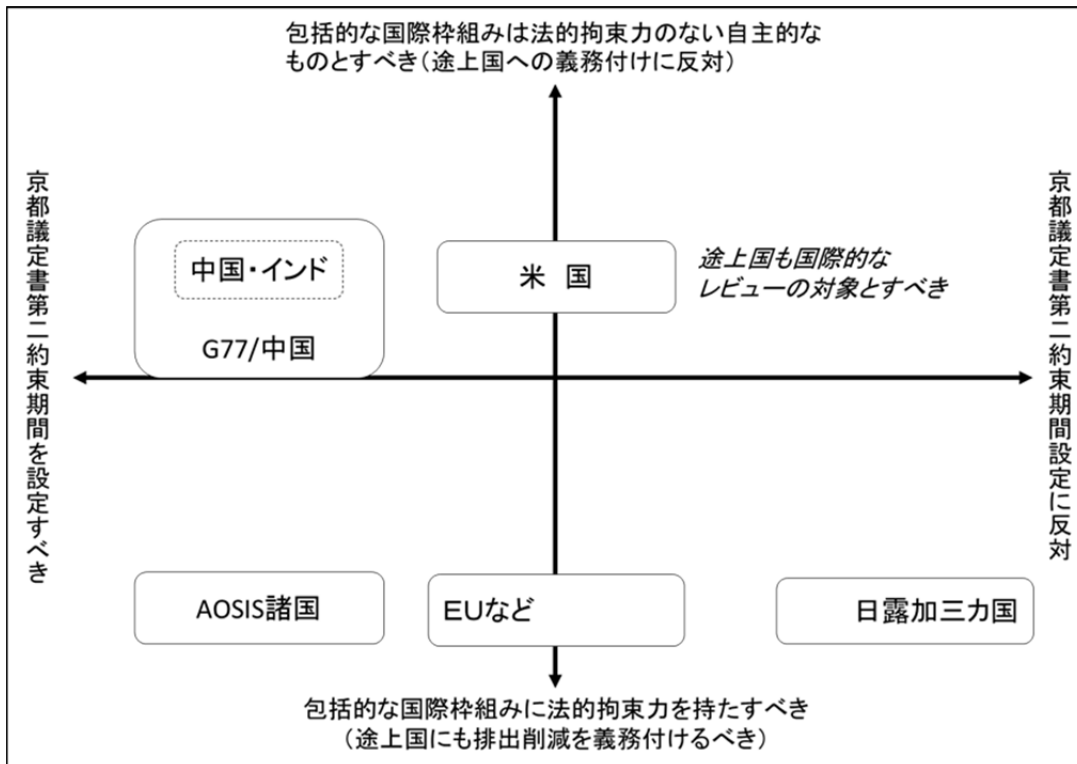 包括的な国際枠組みは法的拘束力のない自主的な
ものとすべき(途上国への義務付けに反対)
京都議定書第二約束期間を設定すべき
京都議定書第二約束期間設定に反対
中国・インド
G77/中国
米 国
途上国も国際的な
レビューの対象とすべき
AOSIS諸国
EUなど
日露加三カ国
包括的な国際枠組みに法的拘束力を持たすべき
(途上国にも排出削減を義務付けるべき)